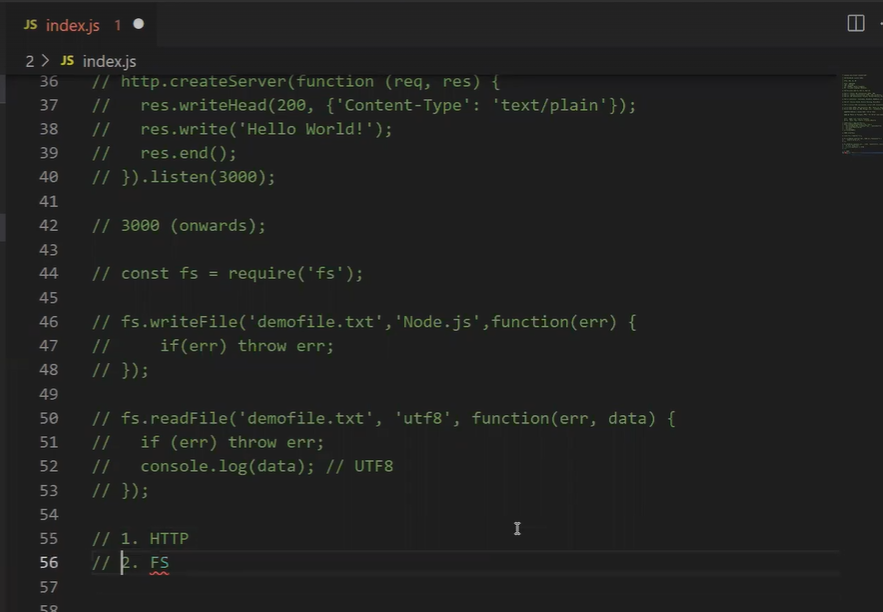 JS index.js 1
2 > JS index.js
36 // http.createServer(function (req, res) {
37 //   res.writeHead(200, {'Content-Type': 'text/plain'});
38 //   res.write('Hello World!');
39 //   res.end();
40 // }).listen(3000);
41
42 // 3000 (onwards);
43
44 // const fs = require('fs');
45
46 // fs.writeFile('demofile.txt','Node.js',function(err) {
47 //     if(err) throw err;
48 // });
49
50 // fs.readFile('demofile.txt', 'utf8', function(err, data) {
51 //   if (err) throw err;
52 //   console.log(data); // UTF8
53 // });
54
55 // 1. HTTP
56 // 2. FS
57
58